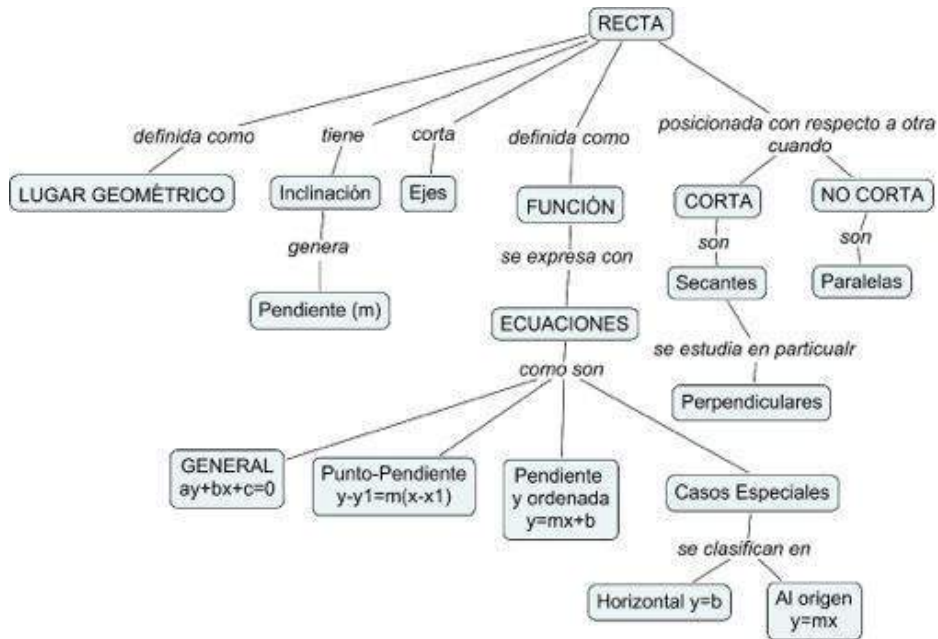 RECTA
definida como
tiene
corta
definida como
posicionada con respecto a otra
cuando
LUGAR GEOMÉTRICO
Inclinación
Ejes
FUNCIÓN
CORTA
NO CORTA
genera
se expresa con
son
son
Pendiente (m)
ECUACIONES
Secantes
Paralelas
como son
se estudia en particualr
Perpendiculares
GENERAL
ay+bx+c=0
Punto-Pendiente
y-y1=m(x-x1)
Pendiente
y ordenada
y=mx+b
Casos Especiales
se clasifican en
Horizontal y=b
Al origen
y=mx